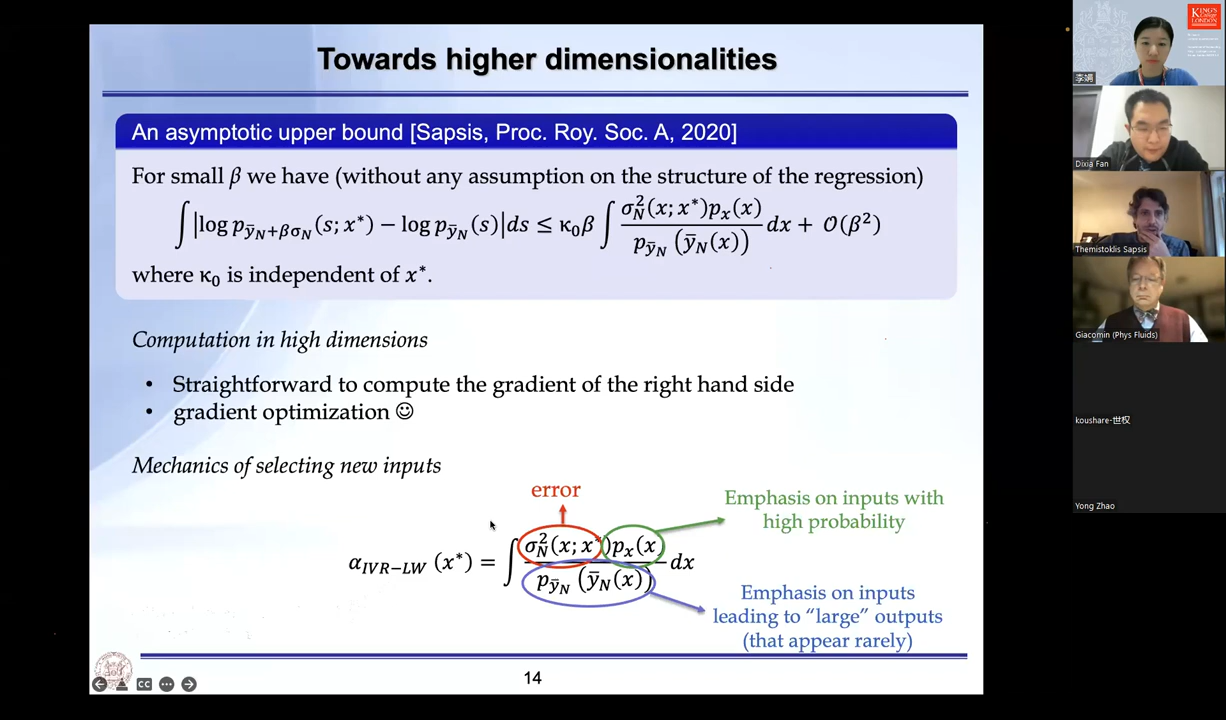 Towards higher dimensionalities
An asymptotic upper bound [Sapsis, Proc. Roy. Soc. A, 2020]
For small β we have (without any assumption on the structure of the regression)
∫|log p_{ȳ_N+βσ_N}(s; x*) − log p_{ȳ_N}(s)|ds ≤ κ₀β ∫ σ_N²(x; x*)p_x(x) / p_{ȳ_N}(ȳ_N(x)) dx + 𝒪(β²)
where κ₀ is independent of x*.
Computation in high dimensions
• Straightforward to compute the gradient of the right hand side
• gradient optimization ☺
Mechanics of selecting new inputs
error
Emphasis on inputs with
high probability
α_{IVR−LW}(x*) = ∫ σ_N²(x; x*)p_x(x) / p_{ȳ_N}(ȳ_N(x)) dx
Emphasis on inputs
leading to “large” outputs
(that appear rarely)
14
CC
KING'S
College
LONDON
李娟
Dixia Fan
Themistoklis Sapsis
Giacomin (Phys Fluids)
koushare-世权
Yong Zhao